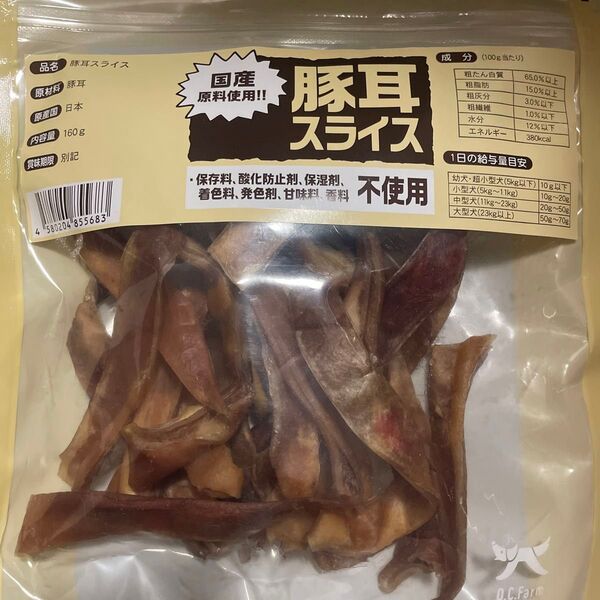 品名 豚耳スライス
原材料 豚耳
原産国 日本
内容量 160g
賞味期限 別記
4 580204 855683
国産
原料使用!!
豚耳
スライス
・保存料、酸化防止剤、保湿剤、
着色料、発色剤、甘味料、香料
不使用
成分 (100g当たり)
粗たん白質 65.0%以上
粗脂肪 15.0%以上
粗灰分 3.0%以下
粗繊維 1.0%以下
水分 12%以下
エネルギー 380kcal
1日の給与量目安
幼犬・超小型犬(5kg以下) 10g以下
小型犬(5kg〜11kg) 10g〜20g
中型犬(11kg〜23kg) 20g〜50g
大型犬(23kg以上) 50g〜70g
O.C.Farm